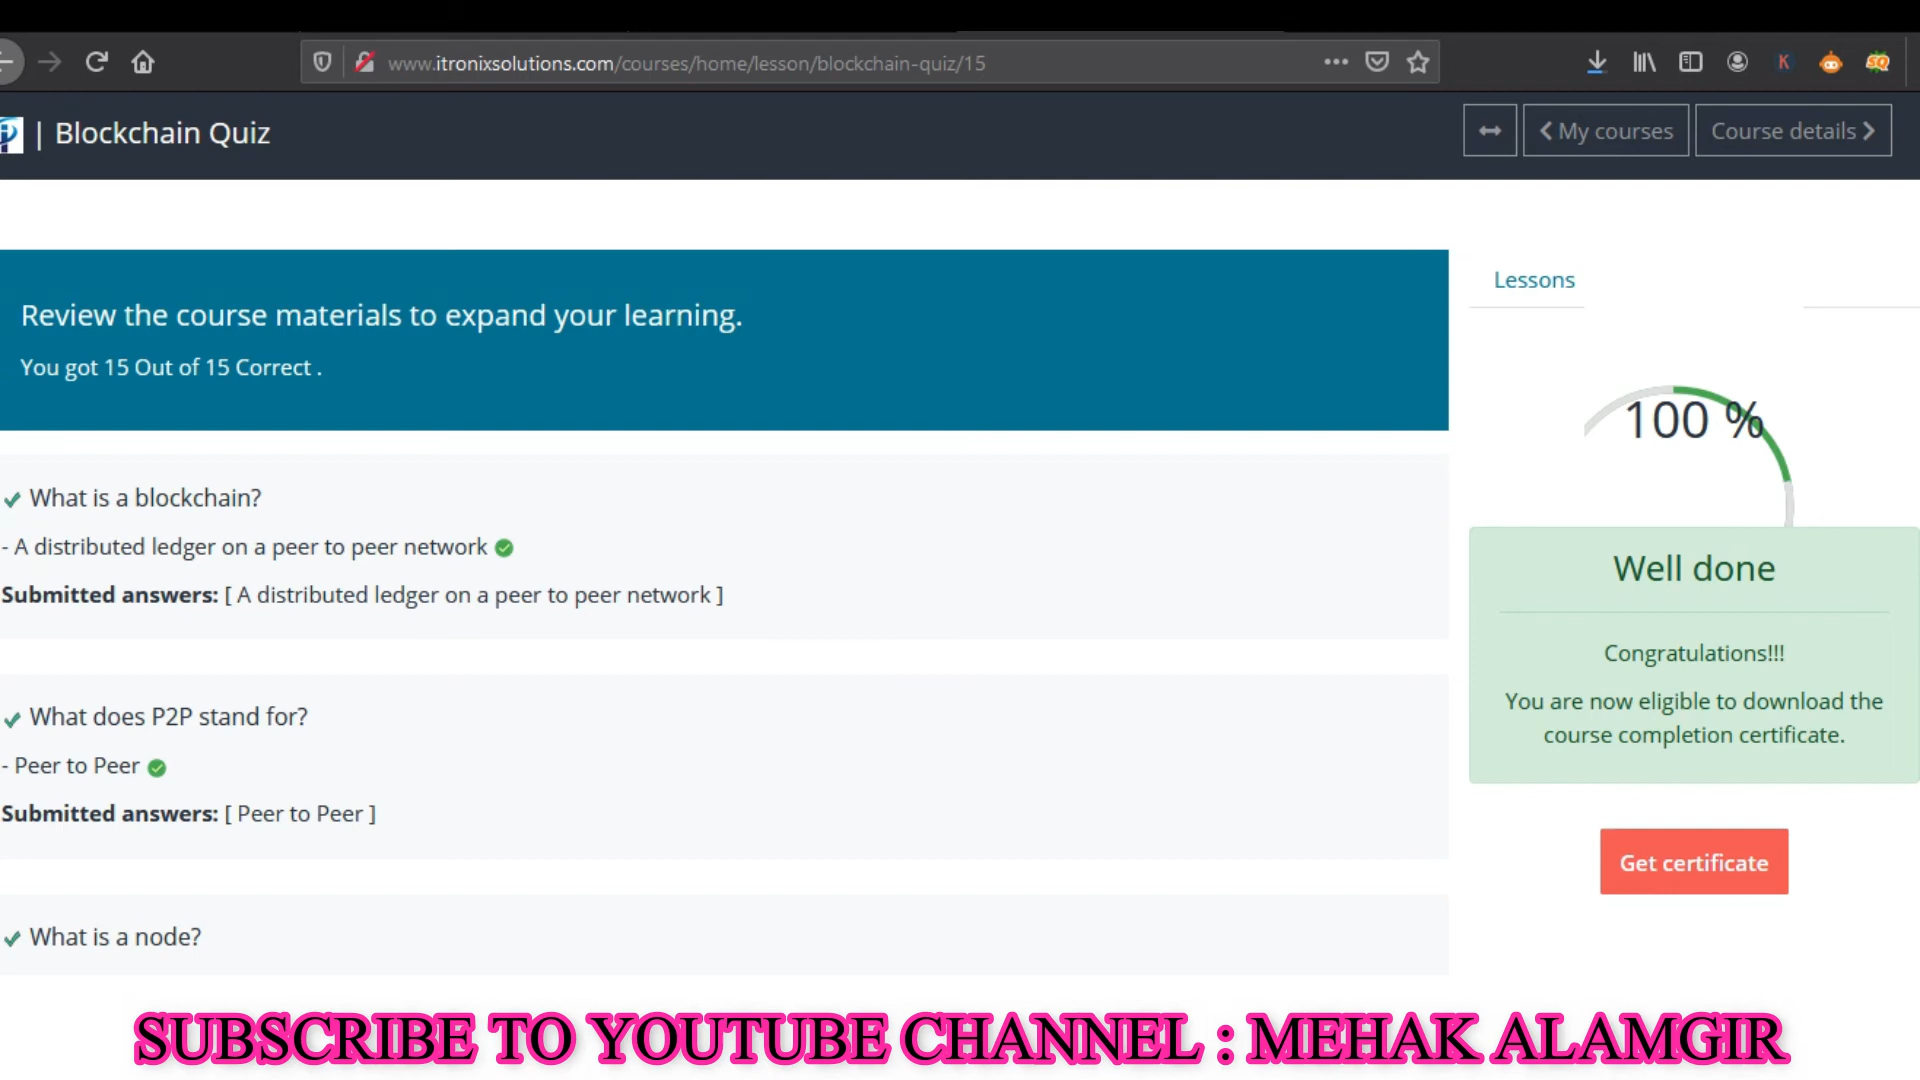 www.itronixsolutions.com/courses/home/lesson/blockchain-quiz/15
K
SQ
| Blockchain Quiz
My courses
Course details
Review the course materials to expand your learning.
You got 15 Out of 15 Correct .
Lessons
100 %
What is a blockchain?
- A distributed ledger on a peer to peer network
Submitted answers: [ A distributed ledger on a peer to peer network ]
Well done
Congratulations!!!
You are now eligible to download the
course completion certificate.
What does P2P stand for?
- Peer to Peer
Submitted answers: [ Peer to Peer ]
Get certificate
What is a node?
SUBSCRIBE TO YOUTUBE CHANNEL : MEHAK ALAMGIR